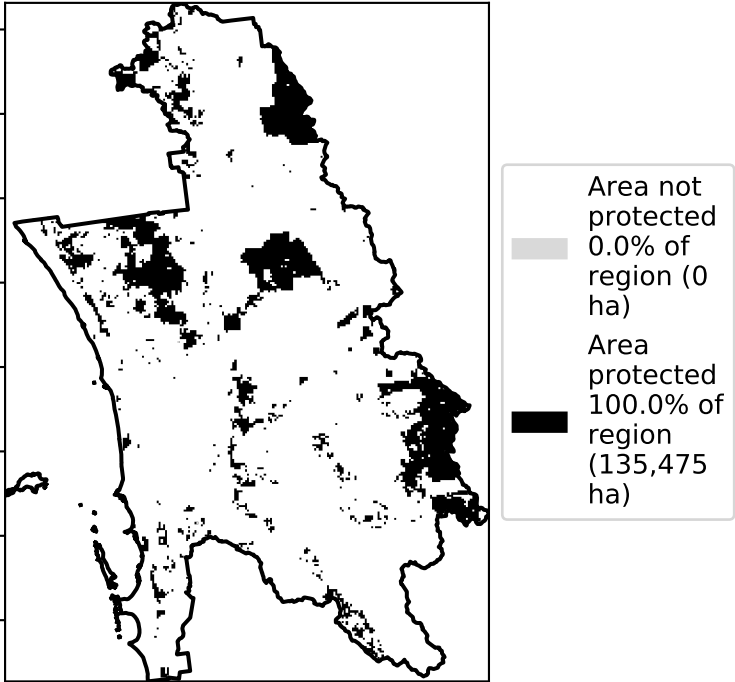 Area not
protected
0.0% of
region (0
ha)
Area
protected
100.0% of
region
(135,475
ha)